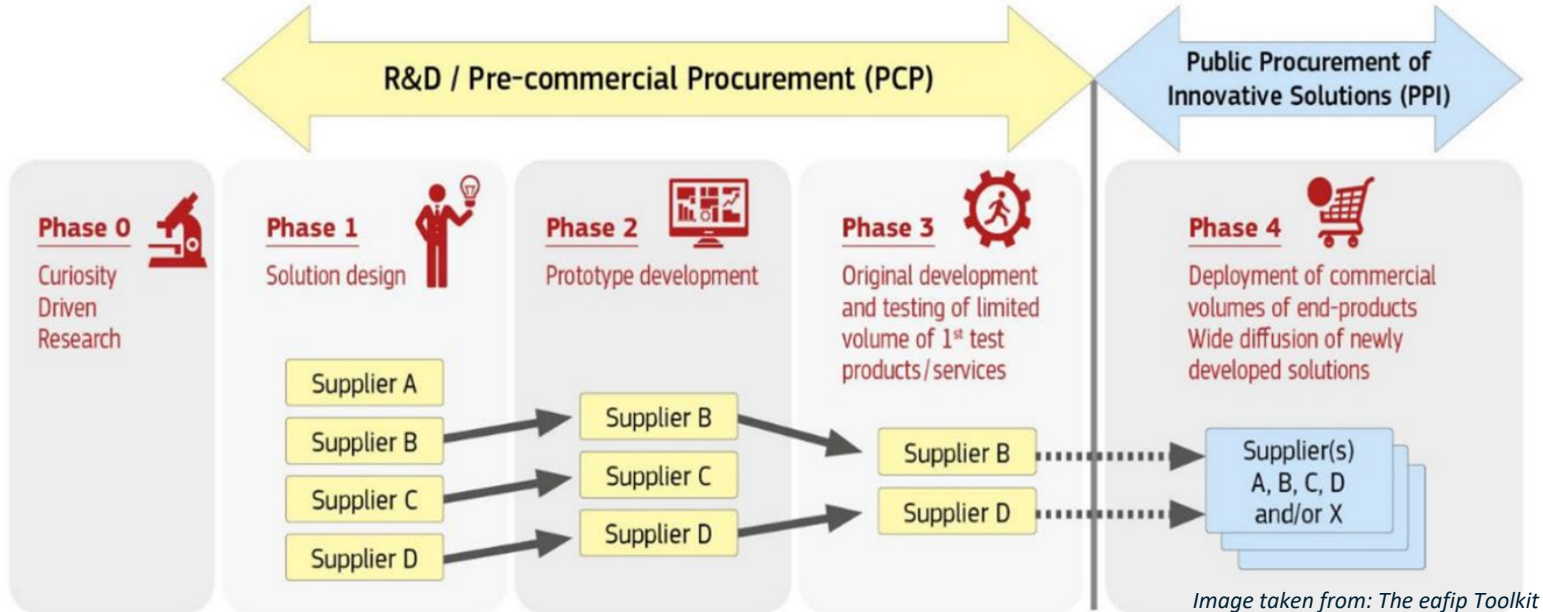 R&D / Pre-commercial Procurement (PCP)
Public Procurement of
Innovative Solutions (PPI)
Phase 0
Curiosity
Driven
Research
Phase 1
Solution design
Supplier A
Supplier B
Supplier C
Supplier D
Phase 2
Prototype development
Supplier B
Supplier C
Supplier D
Phase 3
Original development
and testing of limited
volume of 1st test
products/services
Supplier B
Supplier D
Phase 4
Deployment of commercial
volumes of end-products
Wide diffusion of newly
developed solutions
Supplier(s)
A, B, C, D
and/or X
Image taken from: The eafip Toolkit